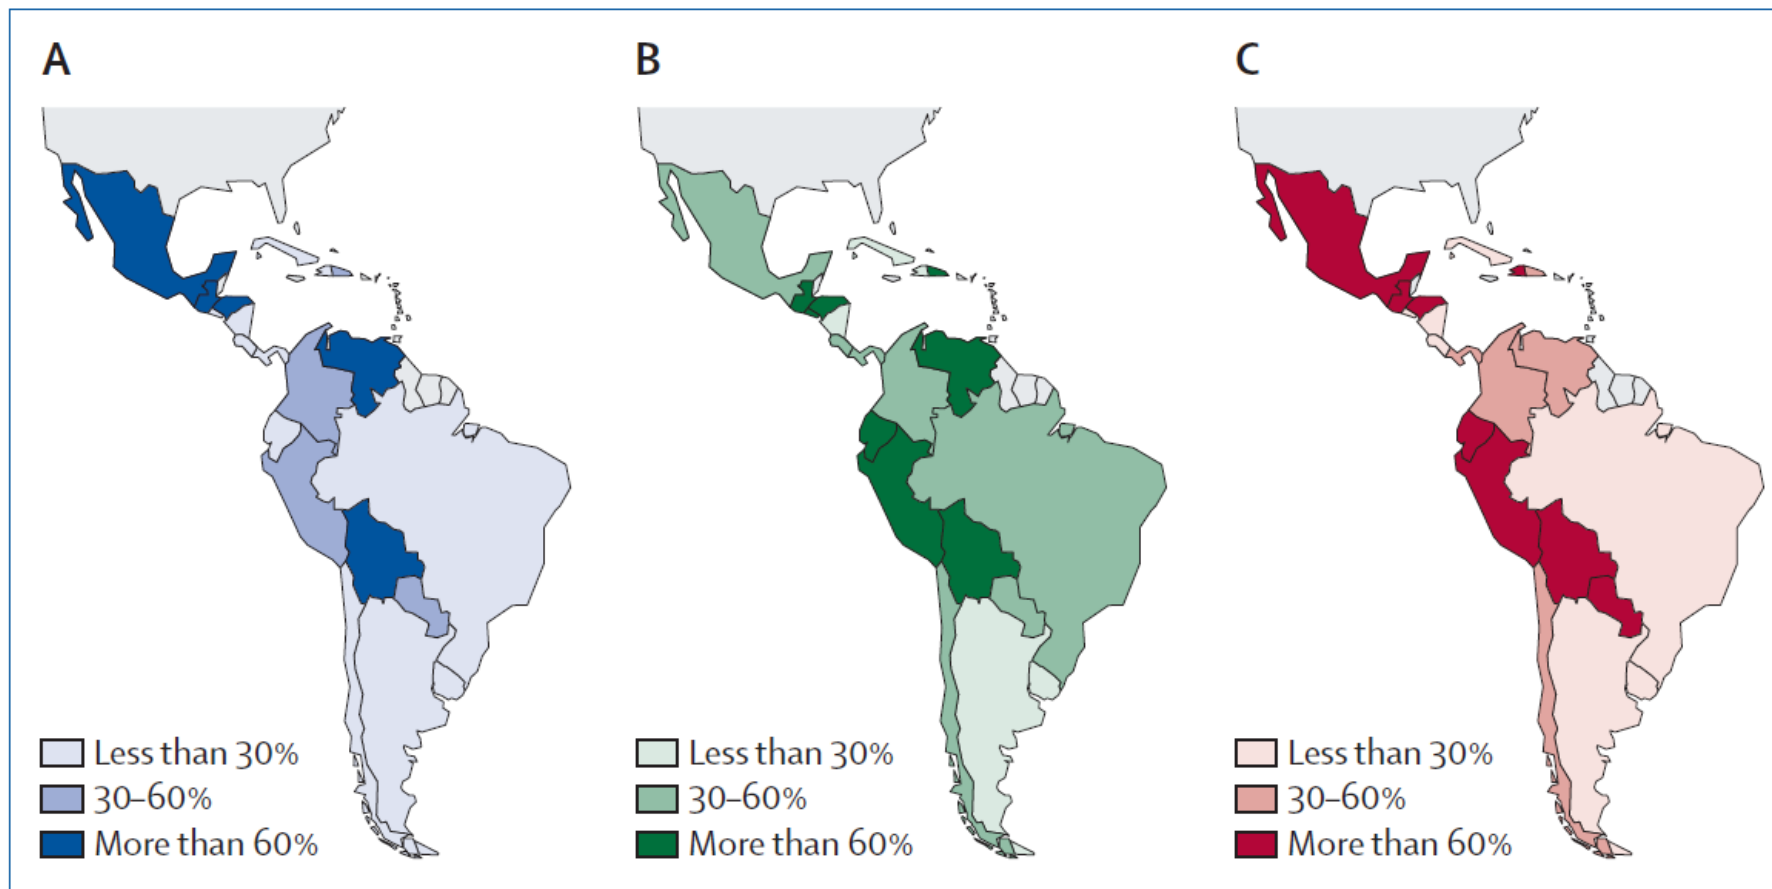 A
B
C
Less than 30%
30–60%
More than 60%
Less than 30%
30–60%
More than 60%
Less than 30%
30–60%
More than 60%